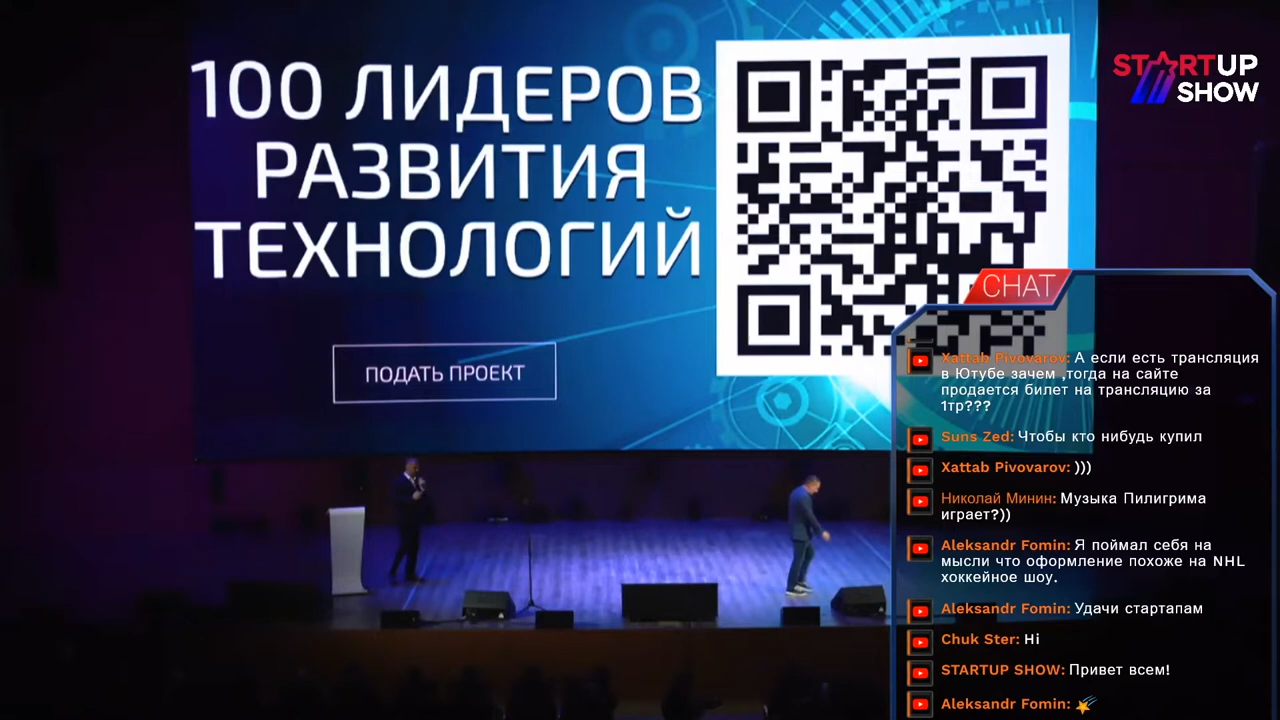 100 ЛИДЕРОВ
РАЗВИТИЯ
ТЕХНОЛОГИЙ
ПОДАТЬ ПРОЕКТ
STARTUP
SHOW
CHAT
Xattab Pivovarov: А если есть трансляция
в Ютубе зачем ,тогда на сайте
продается билет на трансляцию за
1тр???
Suns Zed: Чтобы кто нибудь купил
Xattab Pivovarov: )))
Николай Минин: Музыка Пилигрима
играет?))
Aleksandr Fomin: Я поймал себя на
мысли что оформление похоже на NHL
хоккейное шоу.
Aleksandr Fomin: Удачи стартапам
Chuk Ster: Hi
STARTUP SHOW: Привет всем!
Aleksandr Fomin: 🌠